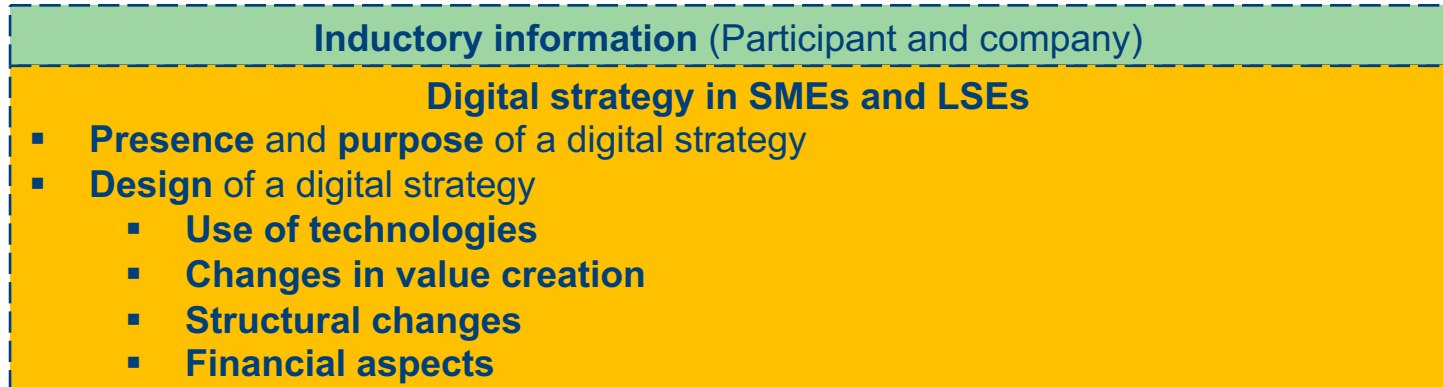 Inductory information (Participant and company)
Digital strategy in SMEs and LSEs
▪ Presence and purpose of a digital strategy
▪ Design of a digital strategy
▪ Use of technologies
▪ Changes in value creation
▪ Structural changes
▪ Financial aspects